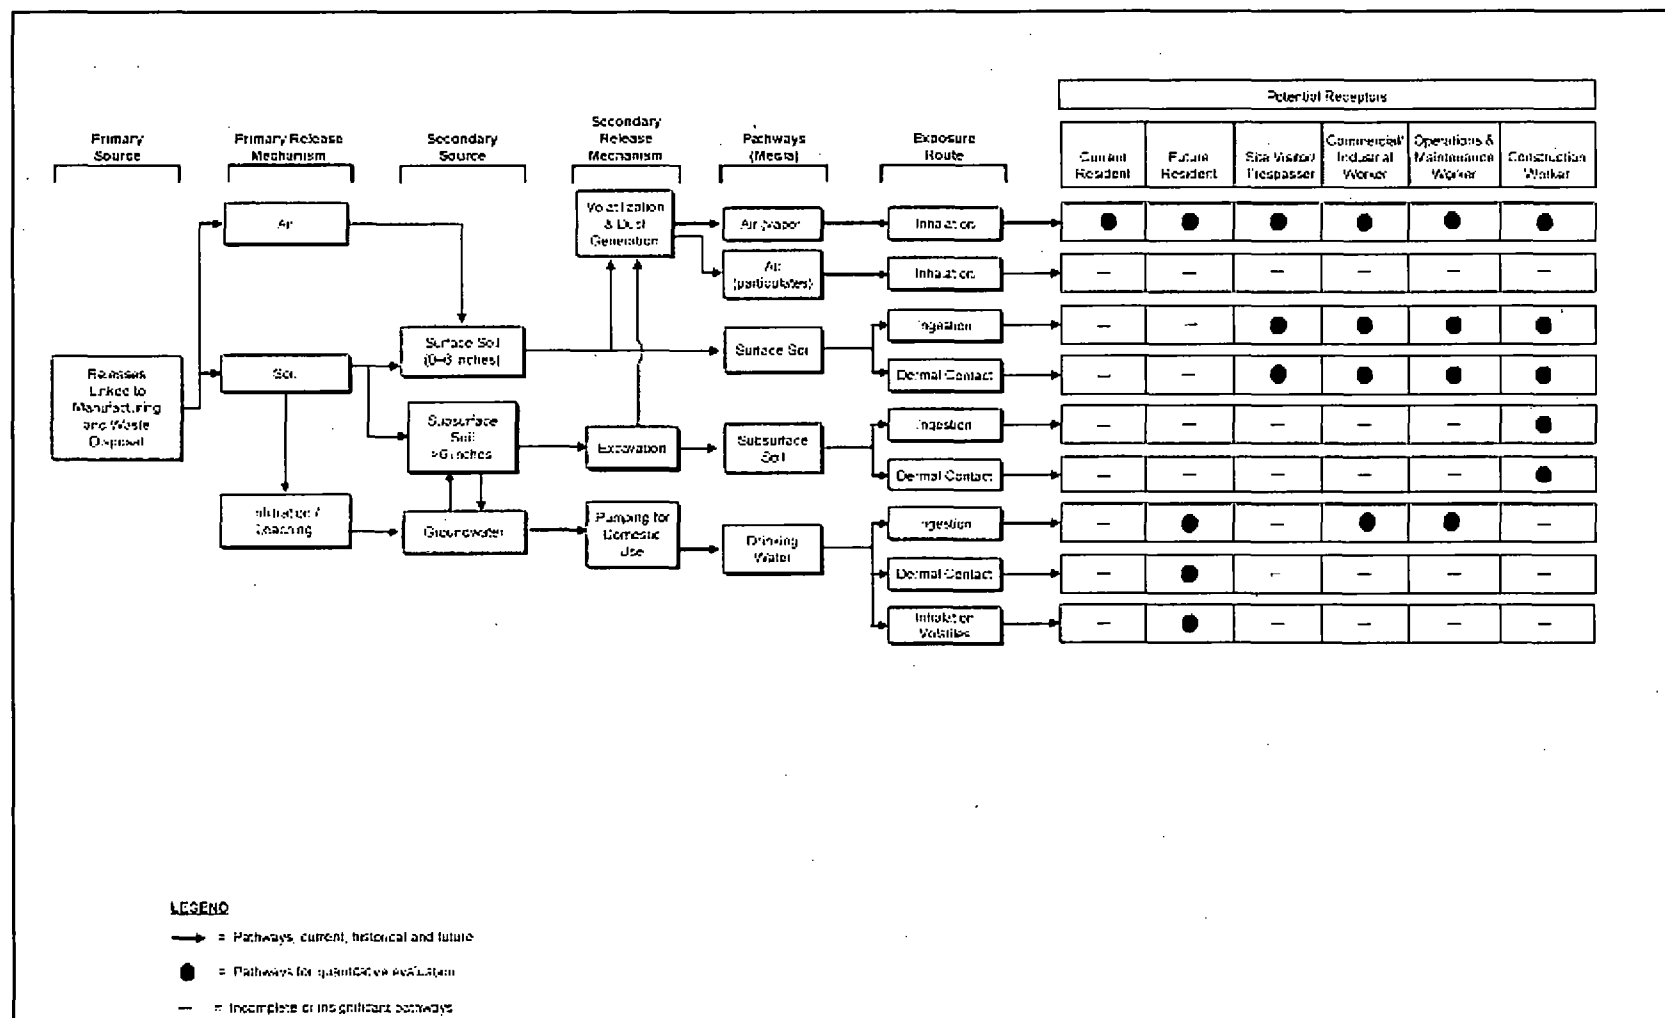 Potential Receptors
Primary
Source
Primary Release
Mechanism
Secondary
Source
Secondary
Release
Mechanism
Pathways
(Media)
Exposure
Route
Current
Resident
Future
Resident
Site Visitor/
Trespasser
Commercial/
Industrial
Worker
Operations &
Maintenance
Worker
Construction
Worker
Air
Volatilization
& Dust
Generation
Air (vapor)
Inhalation
Air
(particulates)
Inhalation
— — — — — —
Releases
Linked to
Manufacturing
and Waste
Disposal
Soil
Surface Soil
Surface Soil
Ingestion
— —
Dermal Contact
— —
Subsurface
Soil
Excavation
Subsurface
Soil
Ingestion
— — — — —
Dermal Contact
— — — — —
Infiltration /
Leaching
Groundwater
Pumping for
Domestic
Use
Drinking
Water
Ingestion
— — —
Dermal Contact
— — — — —
Inhalation
Volatiles
— — — — —
LEGEND
= Pathways, current, historical and future
= Pathways for quantitative evaluation
— = Incomplete or insignificant pathways